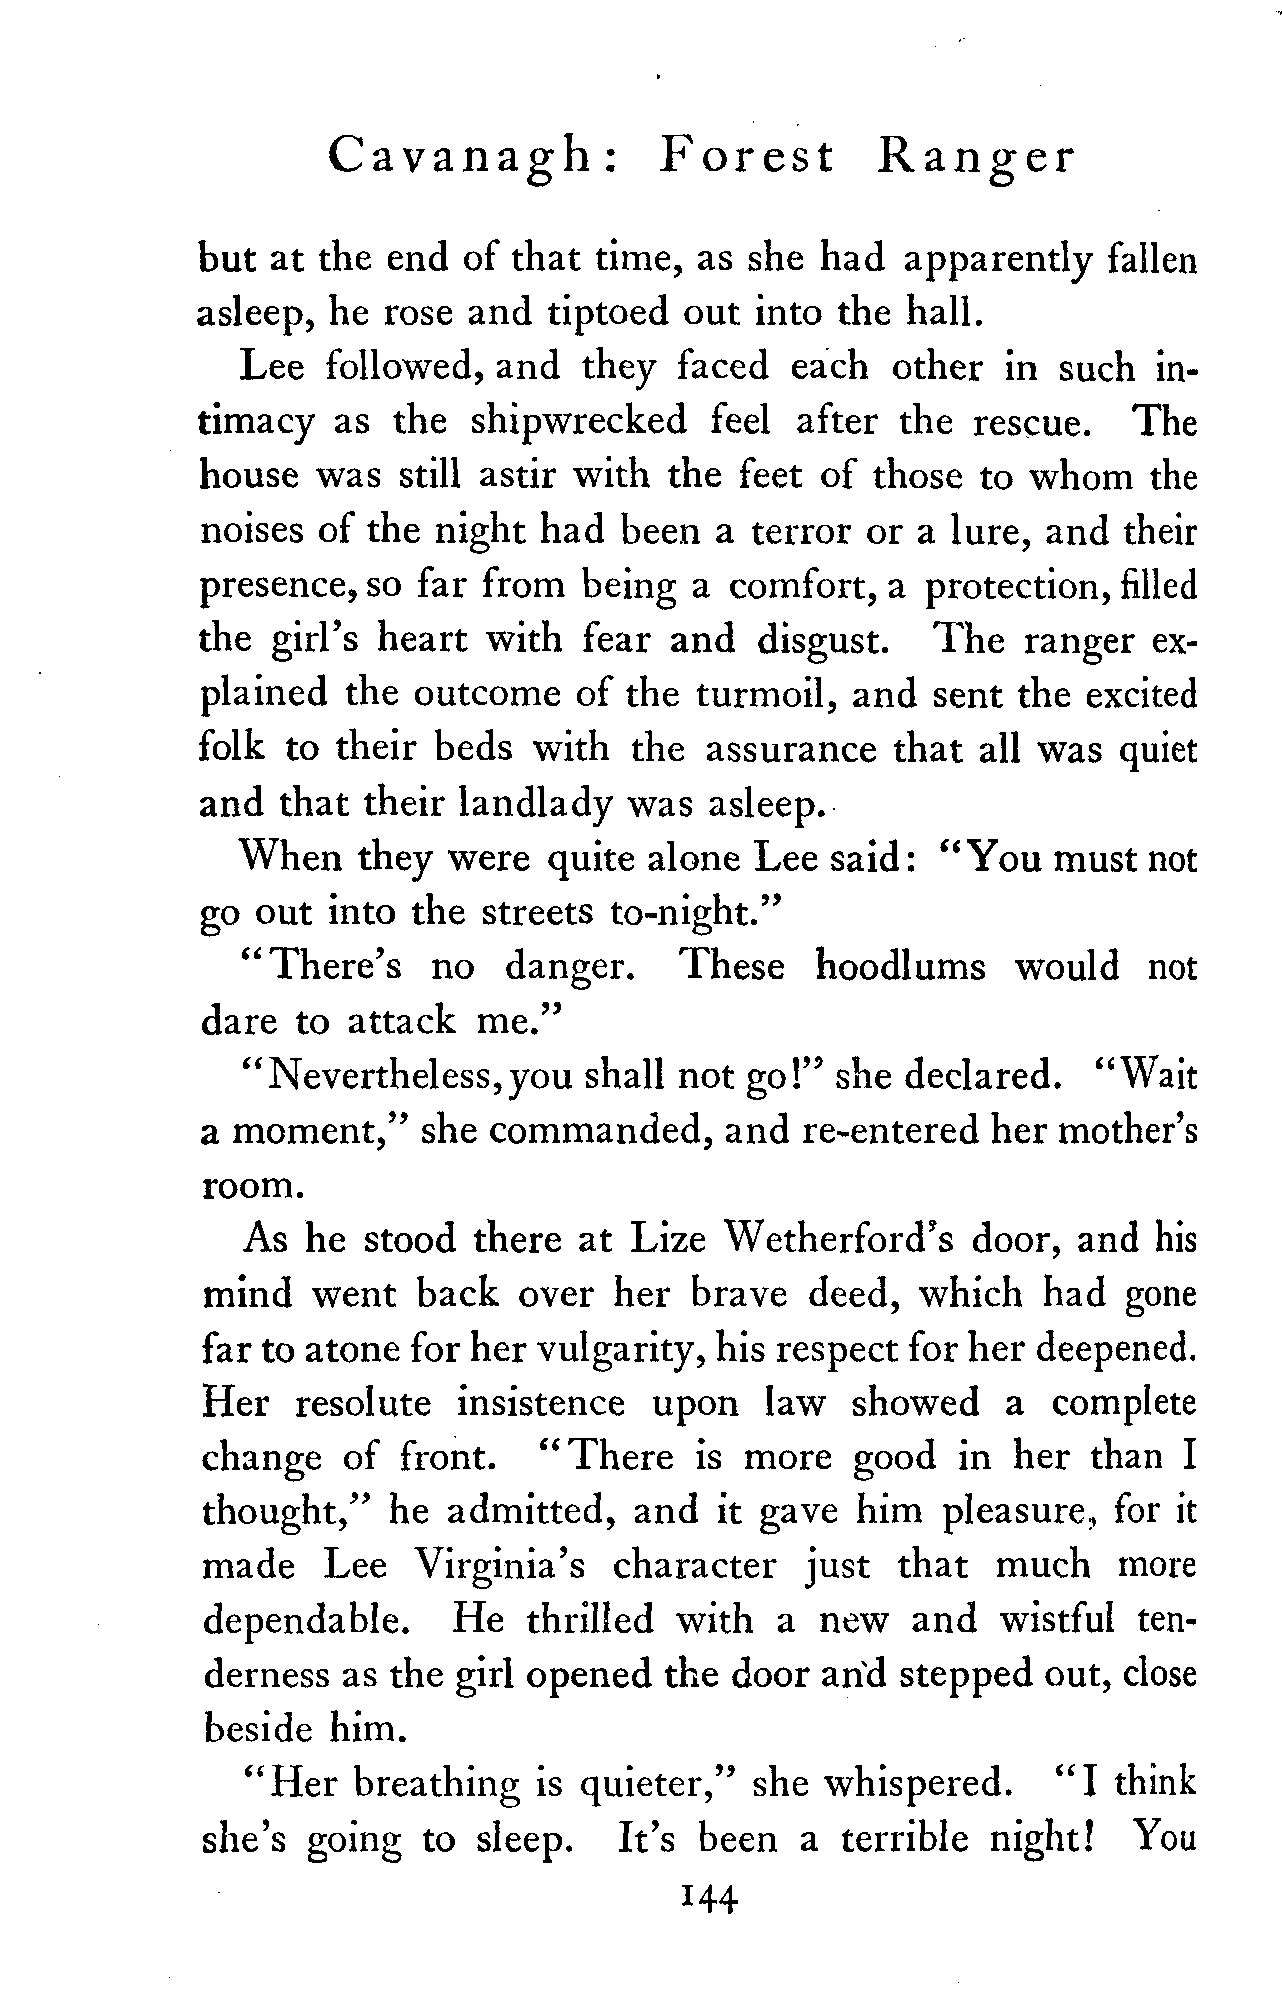 Cavanagh: Forest Ranger
but at the end of that time, as she had apparently fallen
asleep, he rose and tiptoed out into the hall.
Lee followed, and they faced each other in such in-
timacy as the shipwrecked feel after the rescue. The
house was still astir with the feet of those to whom the
noises of the night had been a terror or a lure, and their
presence, so far from being a comfort, a protection, filled
the girl's heart with fear and disgust. The ranger ex-
plained the outcome of the turmoil, and sent the excited
folk to their beds with the assurance that all was quiet
and that their landlady was asleep.
When they were quite alone Lee said: "You must not
go out into the streets to-night."
"There's no danger. These hoodlums would not
dare to attack me."
"Nevertheless, you shall not go!" she declared. "Wait
a moment," she commanded, and re-entered her mother's
room.
As he stood there at Lize Wetherford's door, and his
mind went back over her brave deed, which had gone
far to atone for her vulgarity, his respect for her deepened.
Her resolute insistence upon law showed a complete
change of front. "There is more good in her than I
thought," he admitted, and it gave him pleasure, for it
made Lee Virginia's character just that much more
dependable. He thrilled with a new and wistful ten-
derness as the girl opened the door and stepped out, close
beside him.
"Her breathing is quieter," she whispered. "I think
she's going to sleep. It's been a terrible night! You
144